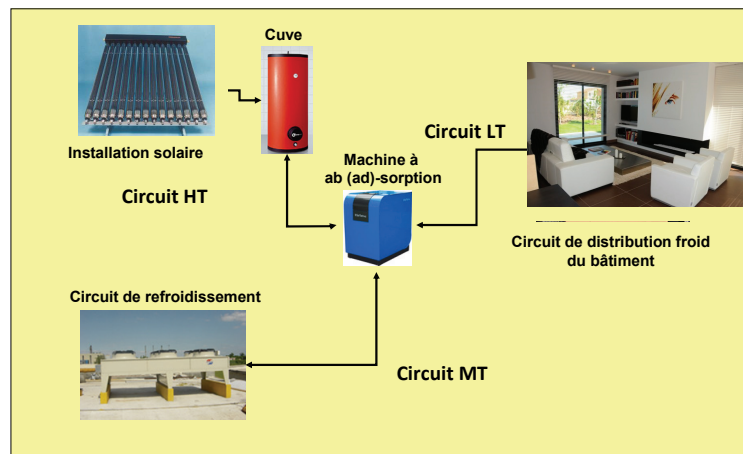 Cuve
Installation solaire
Circuit HT
Machine à
ab (ad)-sorption
Circuit LT
Circuit de distribution froid
du bâtiment
Circuit de refroidissement
Circuit MT